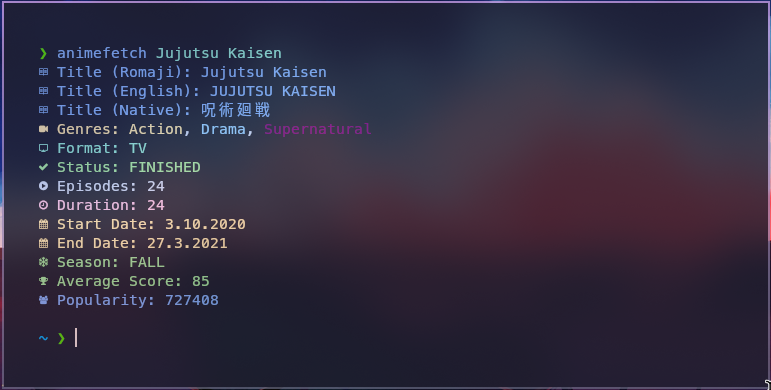 ❯ animefetch Jujutsu Kaisen
Title (Romaji): Jujutsu Kaisen
Title (English): JUJUTSU KAISEN
Title (Native): 呪術廻戦
Genres: Action, Drama, Supernatural
Format: TV
Status: FINISHED
Episodes: 24
Duration: 24
Start Date: 3.10.2020
End Date: 27.3.2021
Season: FALL
Average Score: 85
Popularity: 727408
~ ❯